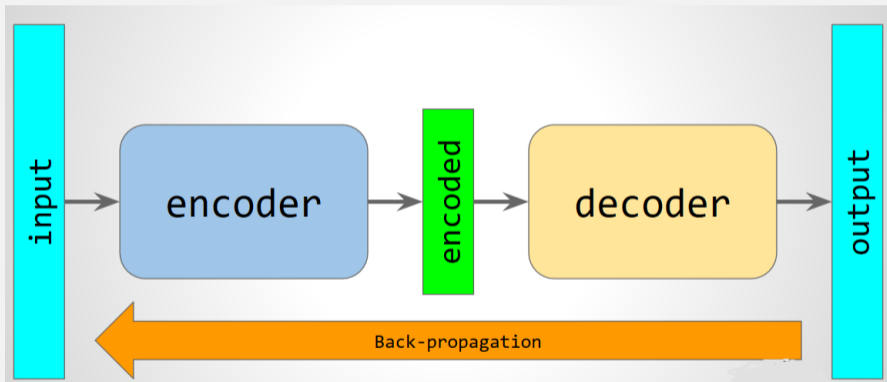 input
encoder
encoded
decoder
output
Back-propagation